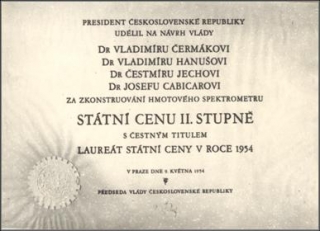 PRESIDENT ČESKOSLOVENSKÉ REPUBLIKY
UDĚLIL NA NÁVRH VLÁDY
DR VLADIMÍRU ČERMÁKOVI
DR VLADIMÍRU HANUŠOVI
DR ČESTMÍRU JECHOVI
DR JOSEFU CABICAROVI
ZA ZKONSTRUOVÁNÍ HMOTOVÉHO SPEKTROMETRU
STÁTNÍ CENU II. STUPNĚ
S ČESTNÝM TITULEM
LAUREÁT STÁTNÍ CENY V ROCE 1954
V PRAZE DNE 9. KVĚTNA 1954
PŘEDSEDA VLÁDY ČESKOSLOVENSKÉ REPUBLIKY